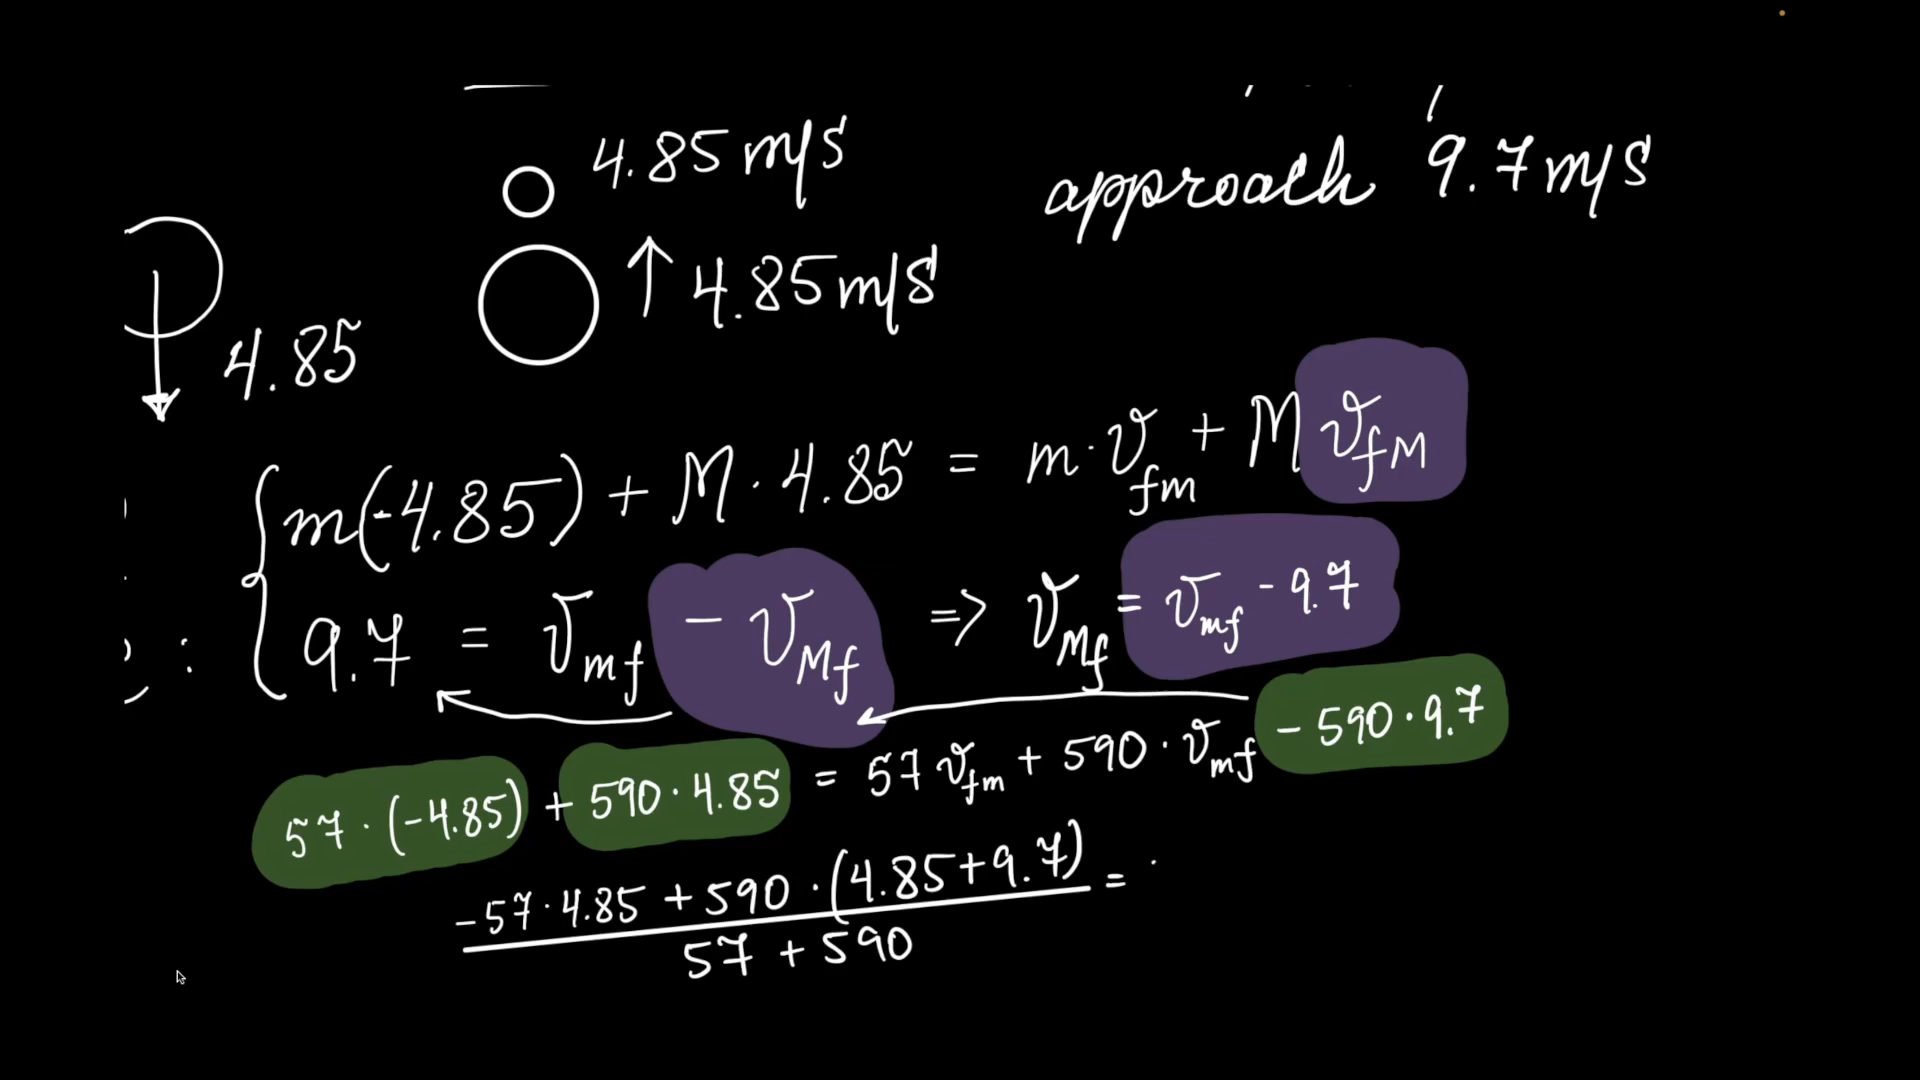 4.85 m/s
approach 9.7 m/s
↑ 4.85 m/s
4.85
m(-4.85) + M · 4.85 = m · v_fm + M v_fM
: 9.7 = v_mf - v_Mf => v_Mf = v_mf - 9.7
57 · (-4.85) + 590 · 4.85 = 57 v_fm + 590 · v_mf - 590 · 9.7
-57 · 4.85 + 590 · (4.85 + 9.7) =
57 + 590